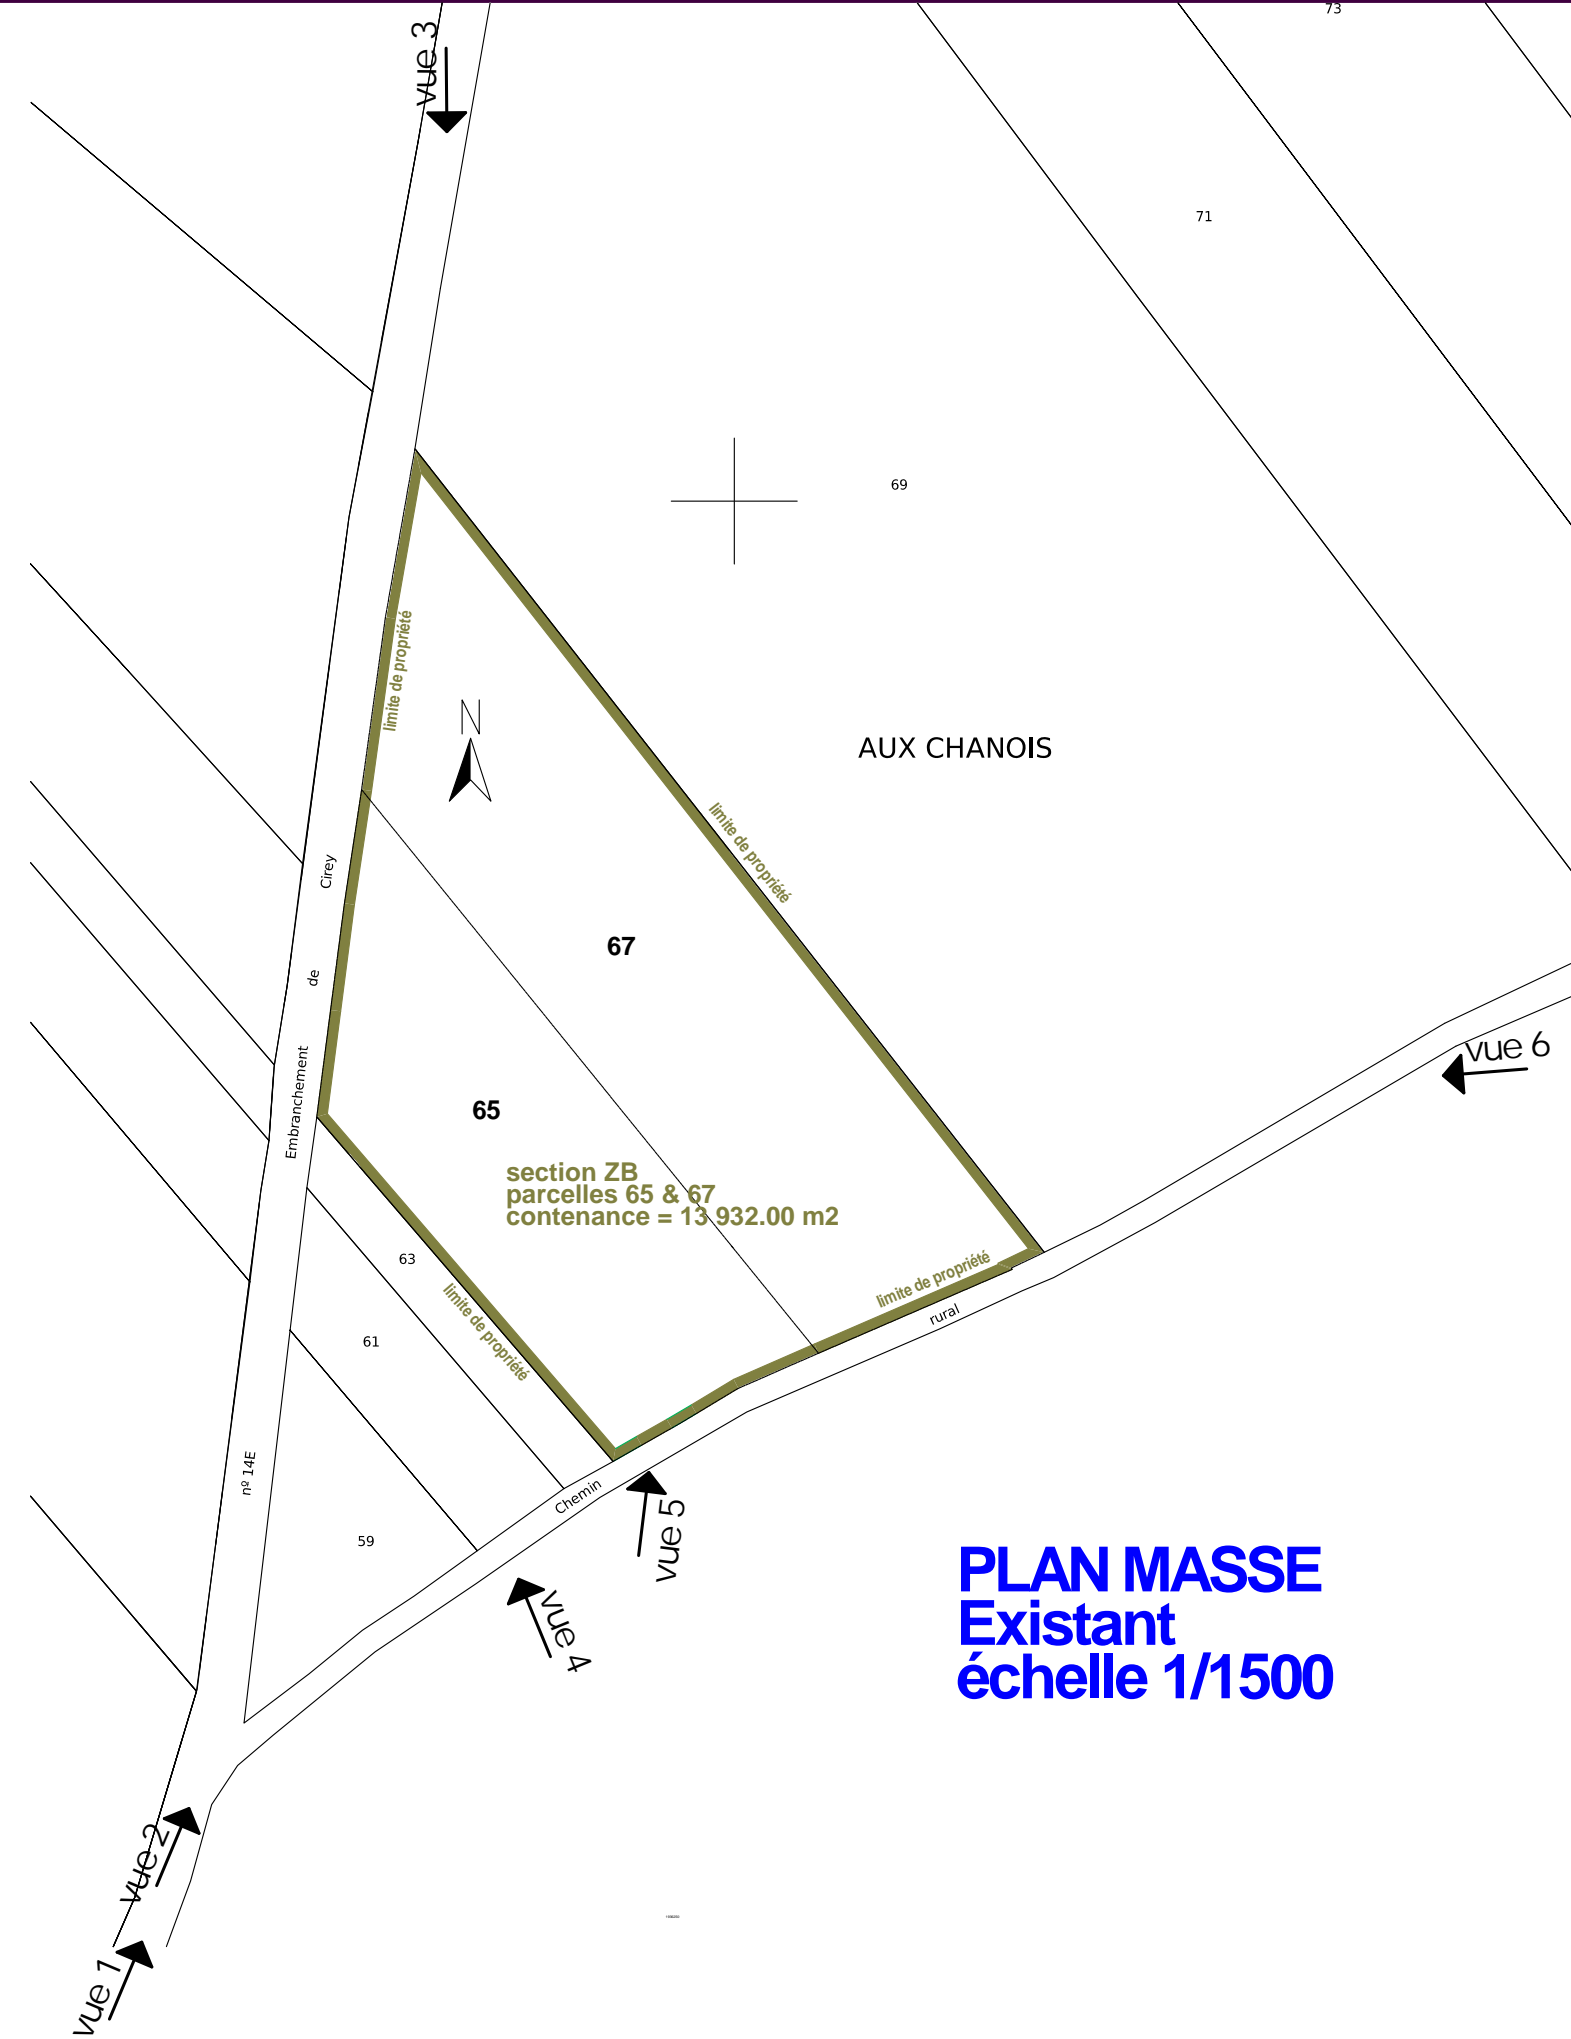 73
vue 3
71
69
limite de propriété
N
AUX CHANOIS
limite de propriété
Cirey
67
de
vue 6
Embranchement
65
section ZB
parcelles 65 & 67
contenance = 13 932.00 m2
63
limite de propriété
limite de propriété
rural
61
nº 14E
Chemin
59
vue 5
vue 4
PLAN MASSE
Existant
échelle 1/1500
vue 2
vue 1